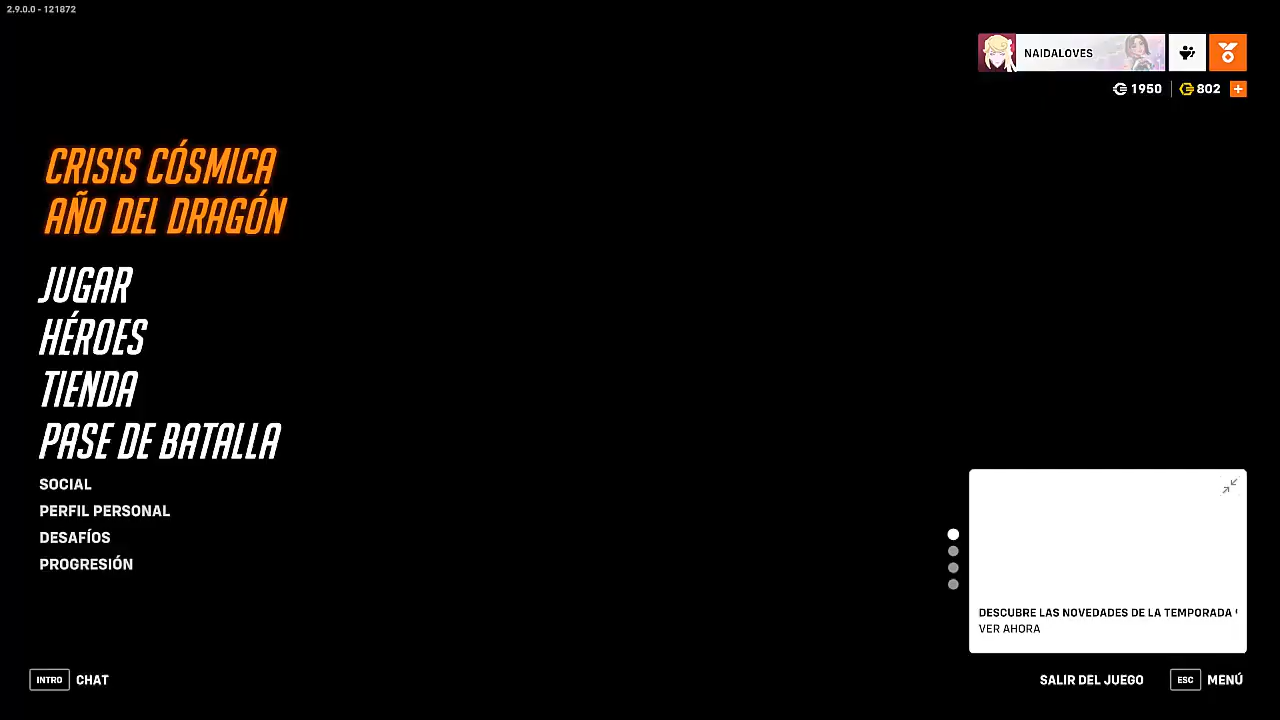 2.9.0.0 - 121872
NAIDALOVES
1950
802
CRISIS CÓSMICA
AÑO DEL DRAGÓN
JUGAR
HÉROES
TIENDA
PASE DE BATALLA
SOCIAL
PERFIL PERSONAL
DESAFÍOS
PROGRESIÓN
DESCUBRE LAS NOVEDADES DE LA TEMPORADA
VER AHORA
INTRO CHAT
SALIR DEL JUEGO
ESC MENÚ